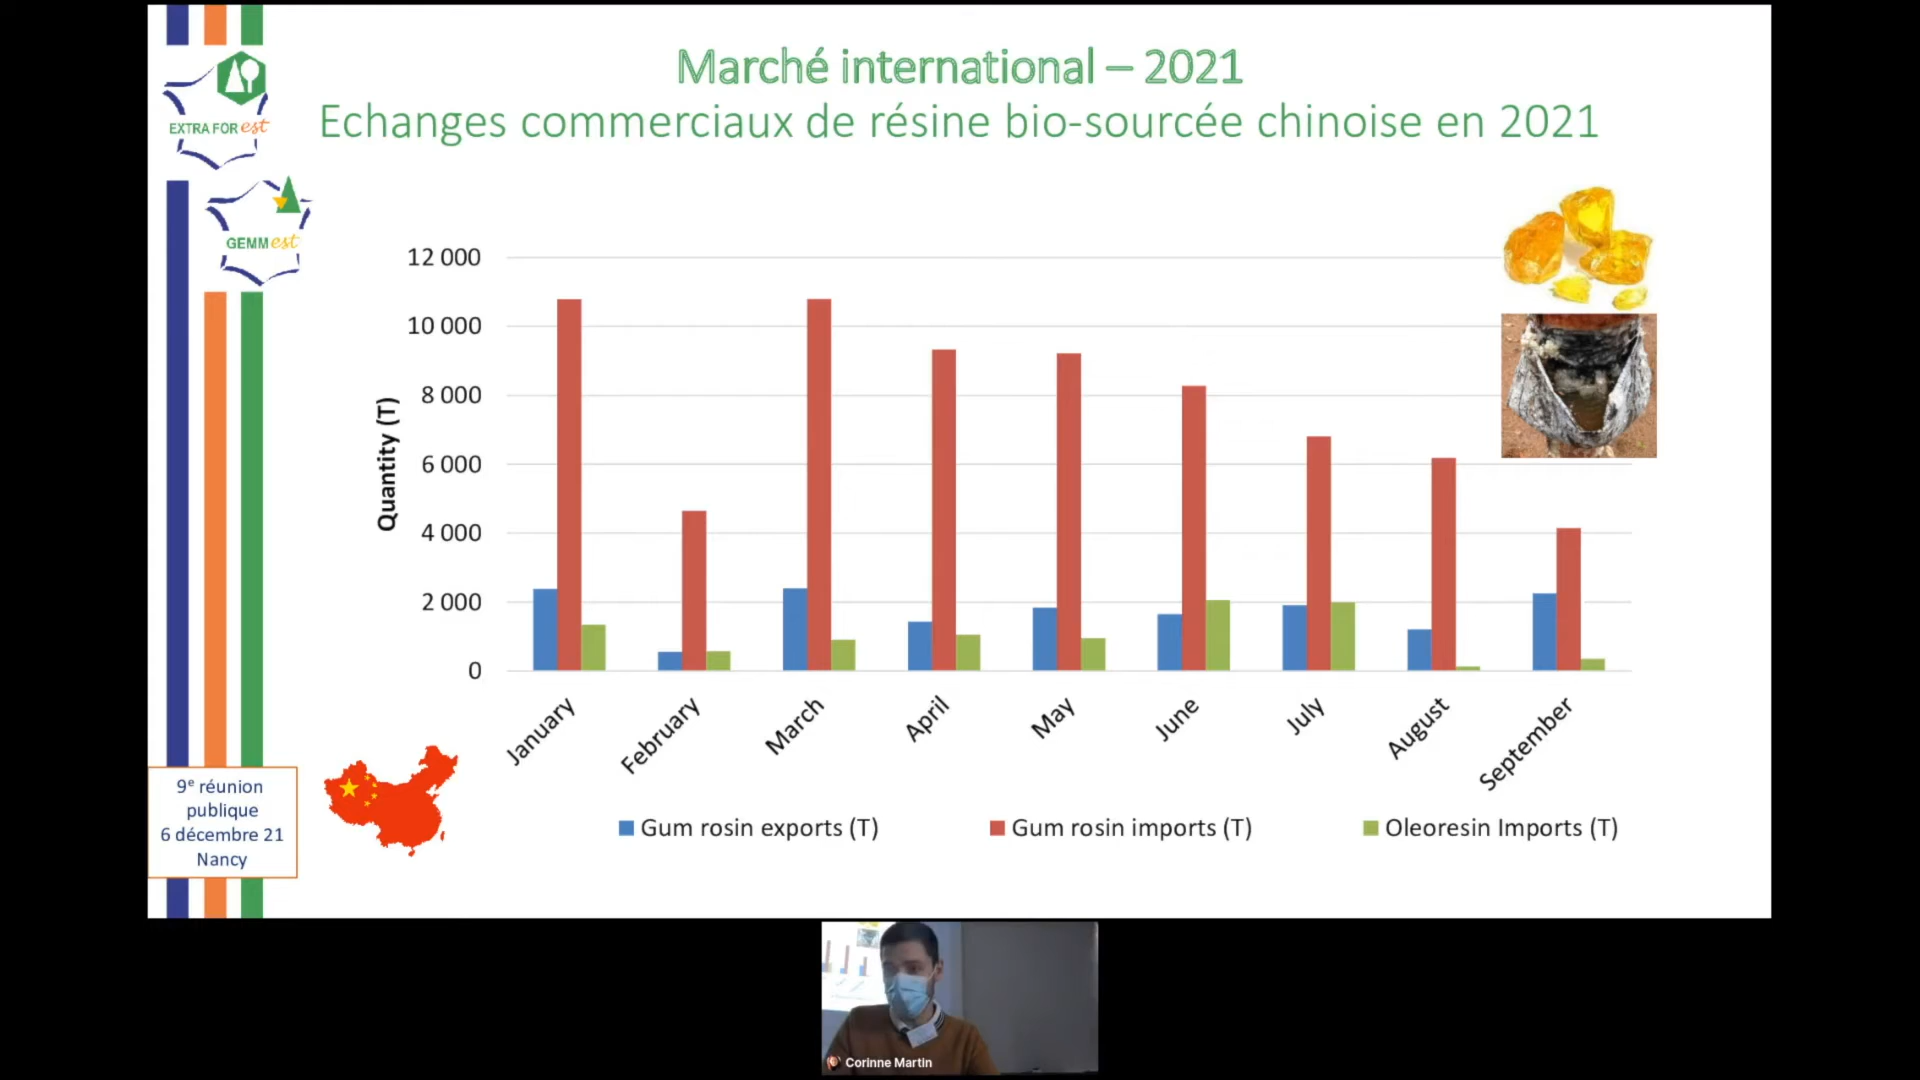 Marché international – 2021
Echanges commerciaux de résine bio-sourcée chinoise en 2021
EXTRA FOR est
GEMM est
12 000
10 000
8 000
6 000
4 000
2 000
0
Quantity (T)
January
February
March
April
May
June
July
August
September
Gum rosin exports (T)
Gum rosin imports (T)
Oleoresin Imports (T)
9e réunion
publique
6 décembre 21
Nancy
Corinne Martin